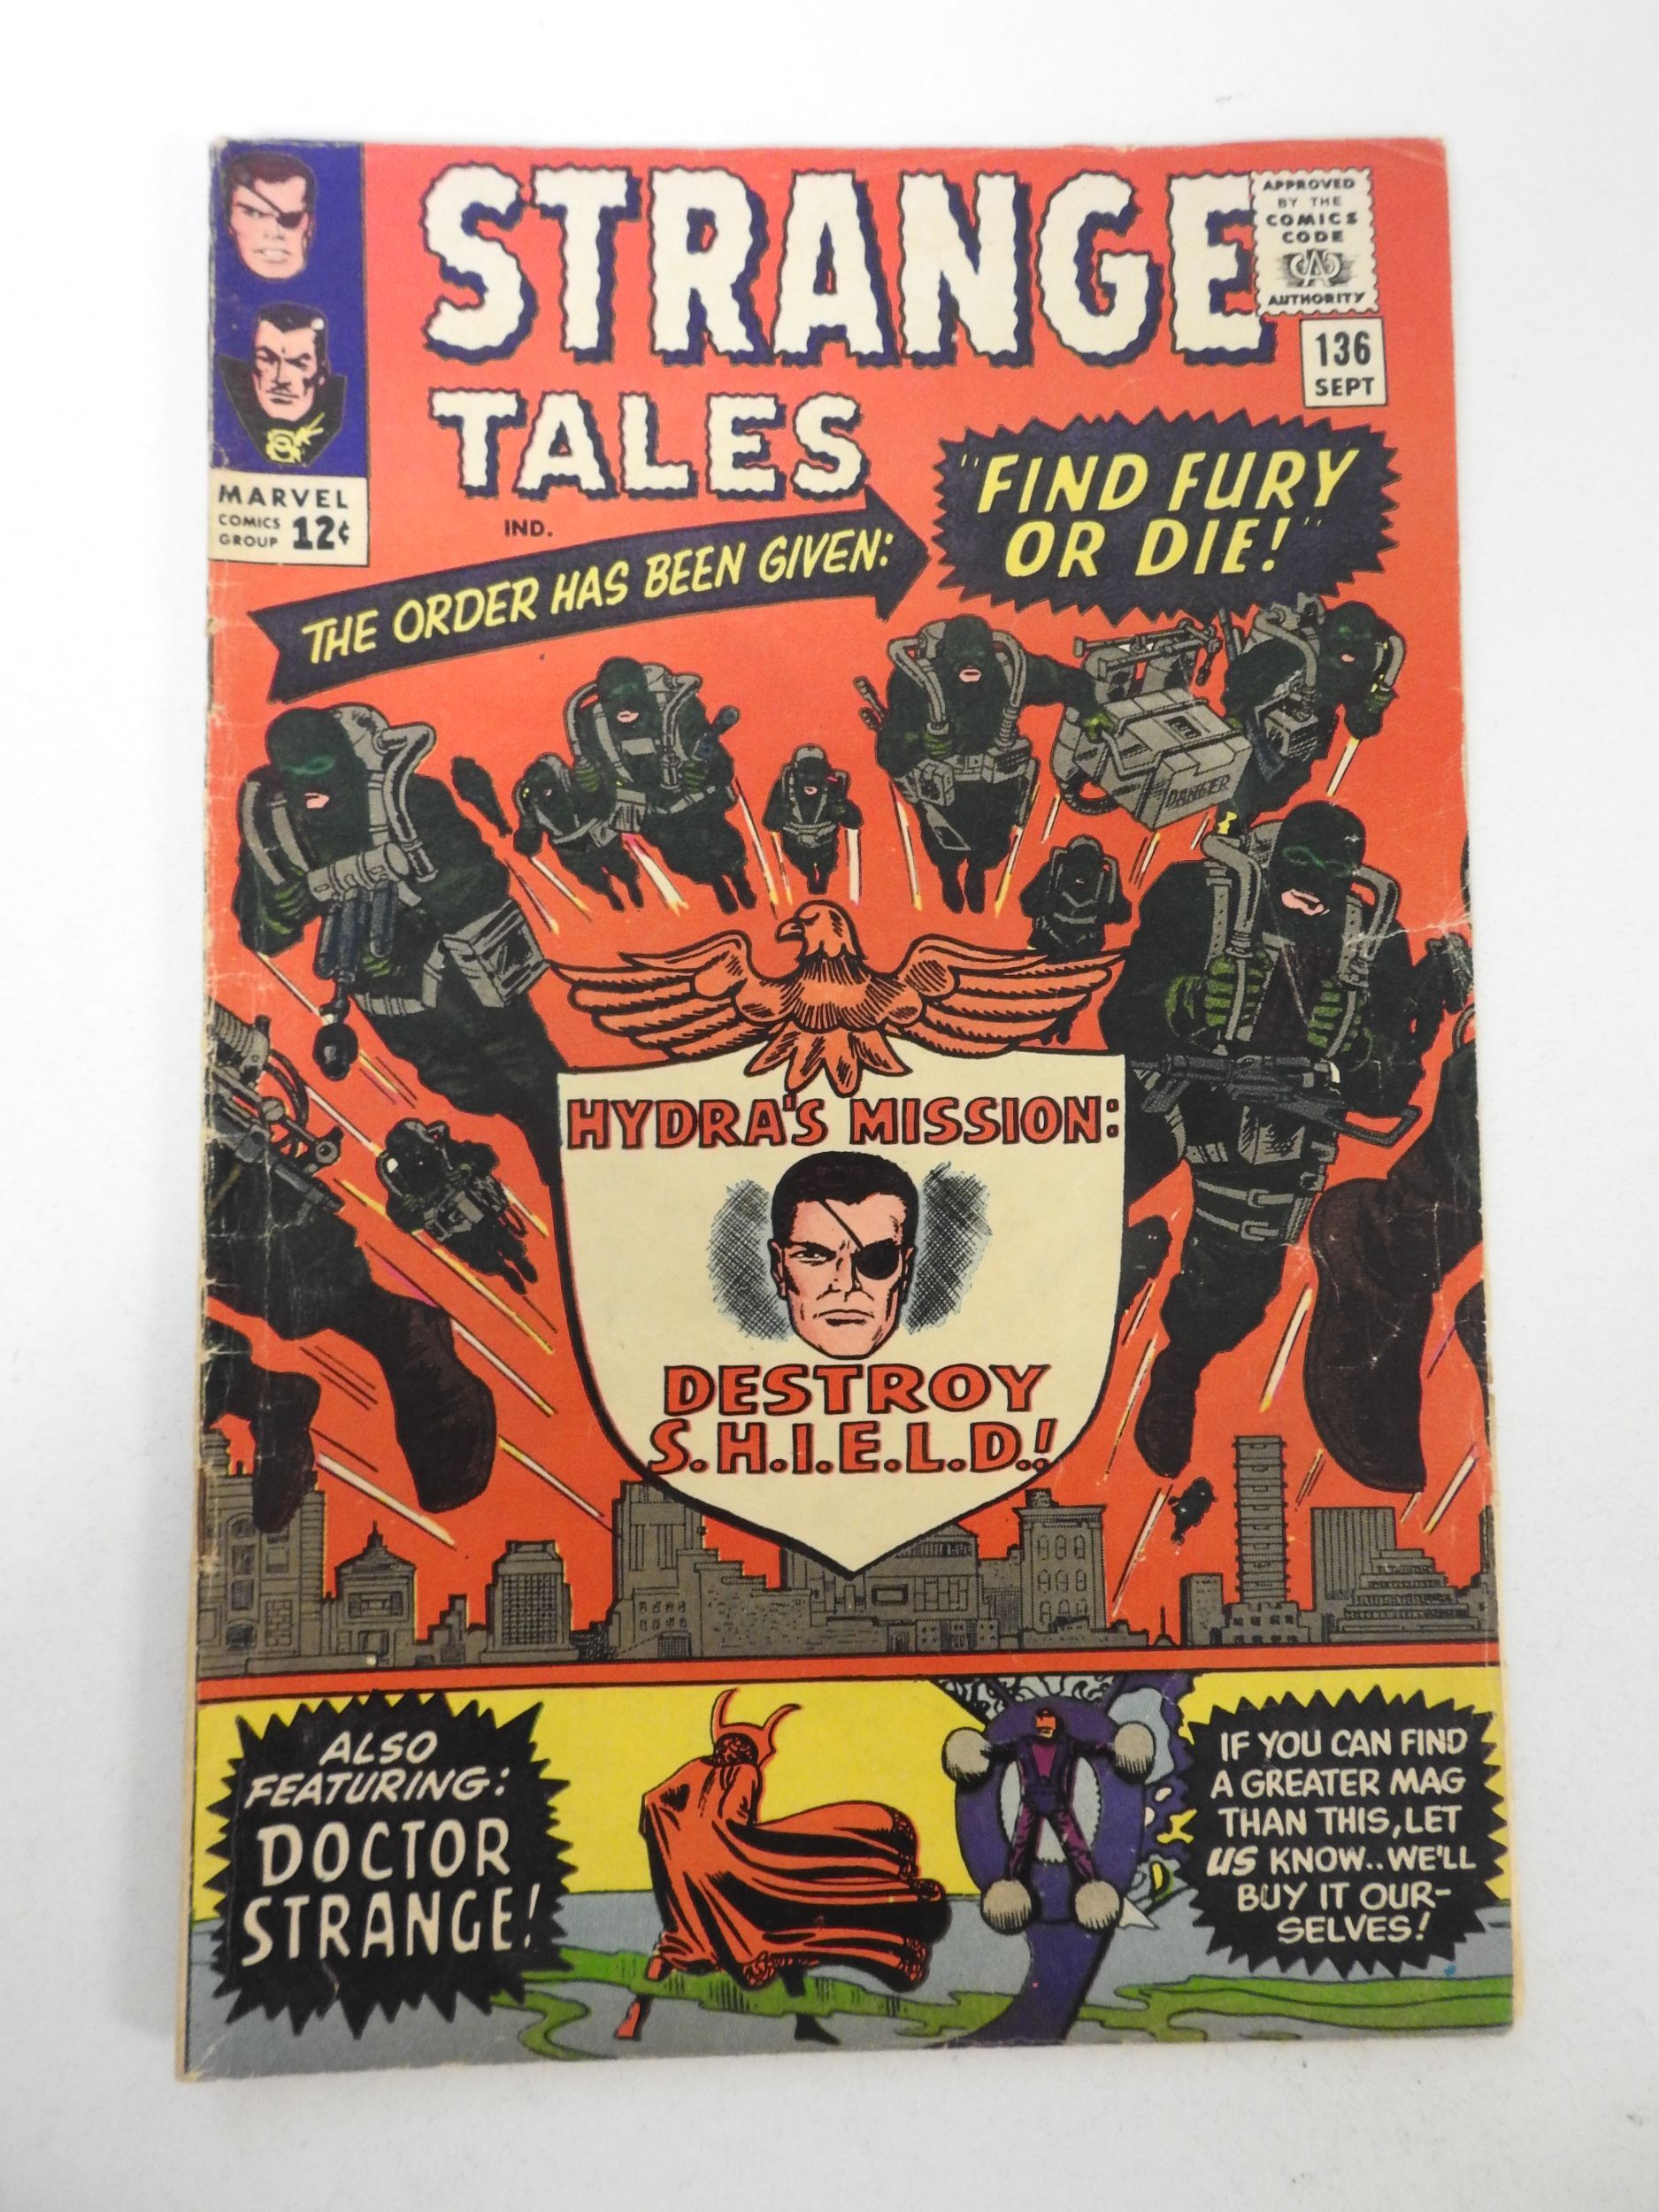 STRANGE
TALES
APPROVED
BY THE
COMICS
CODE
AUTHORITY
136
SEPT
MARVEL
COMICS
GROUP 12¢
IND.
THE ORDER HAS BEEN GIVEN:
"FIND FURY
OR DIE!"
DANGER
HYDRA'S MISSION:
DESTROY
S.H.I.E.L.D.!
ALSO
FEATURING:
DOCTOR
STRANGE!
IF YOU CAN FIND
A GREATER MAG
THAN THIS, LET
US KNOW..WE'LL
BUY IT OUR-
SELVES!